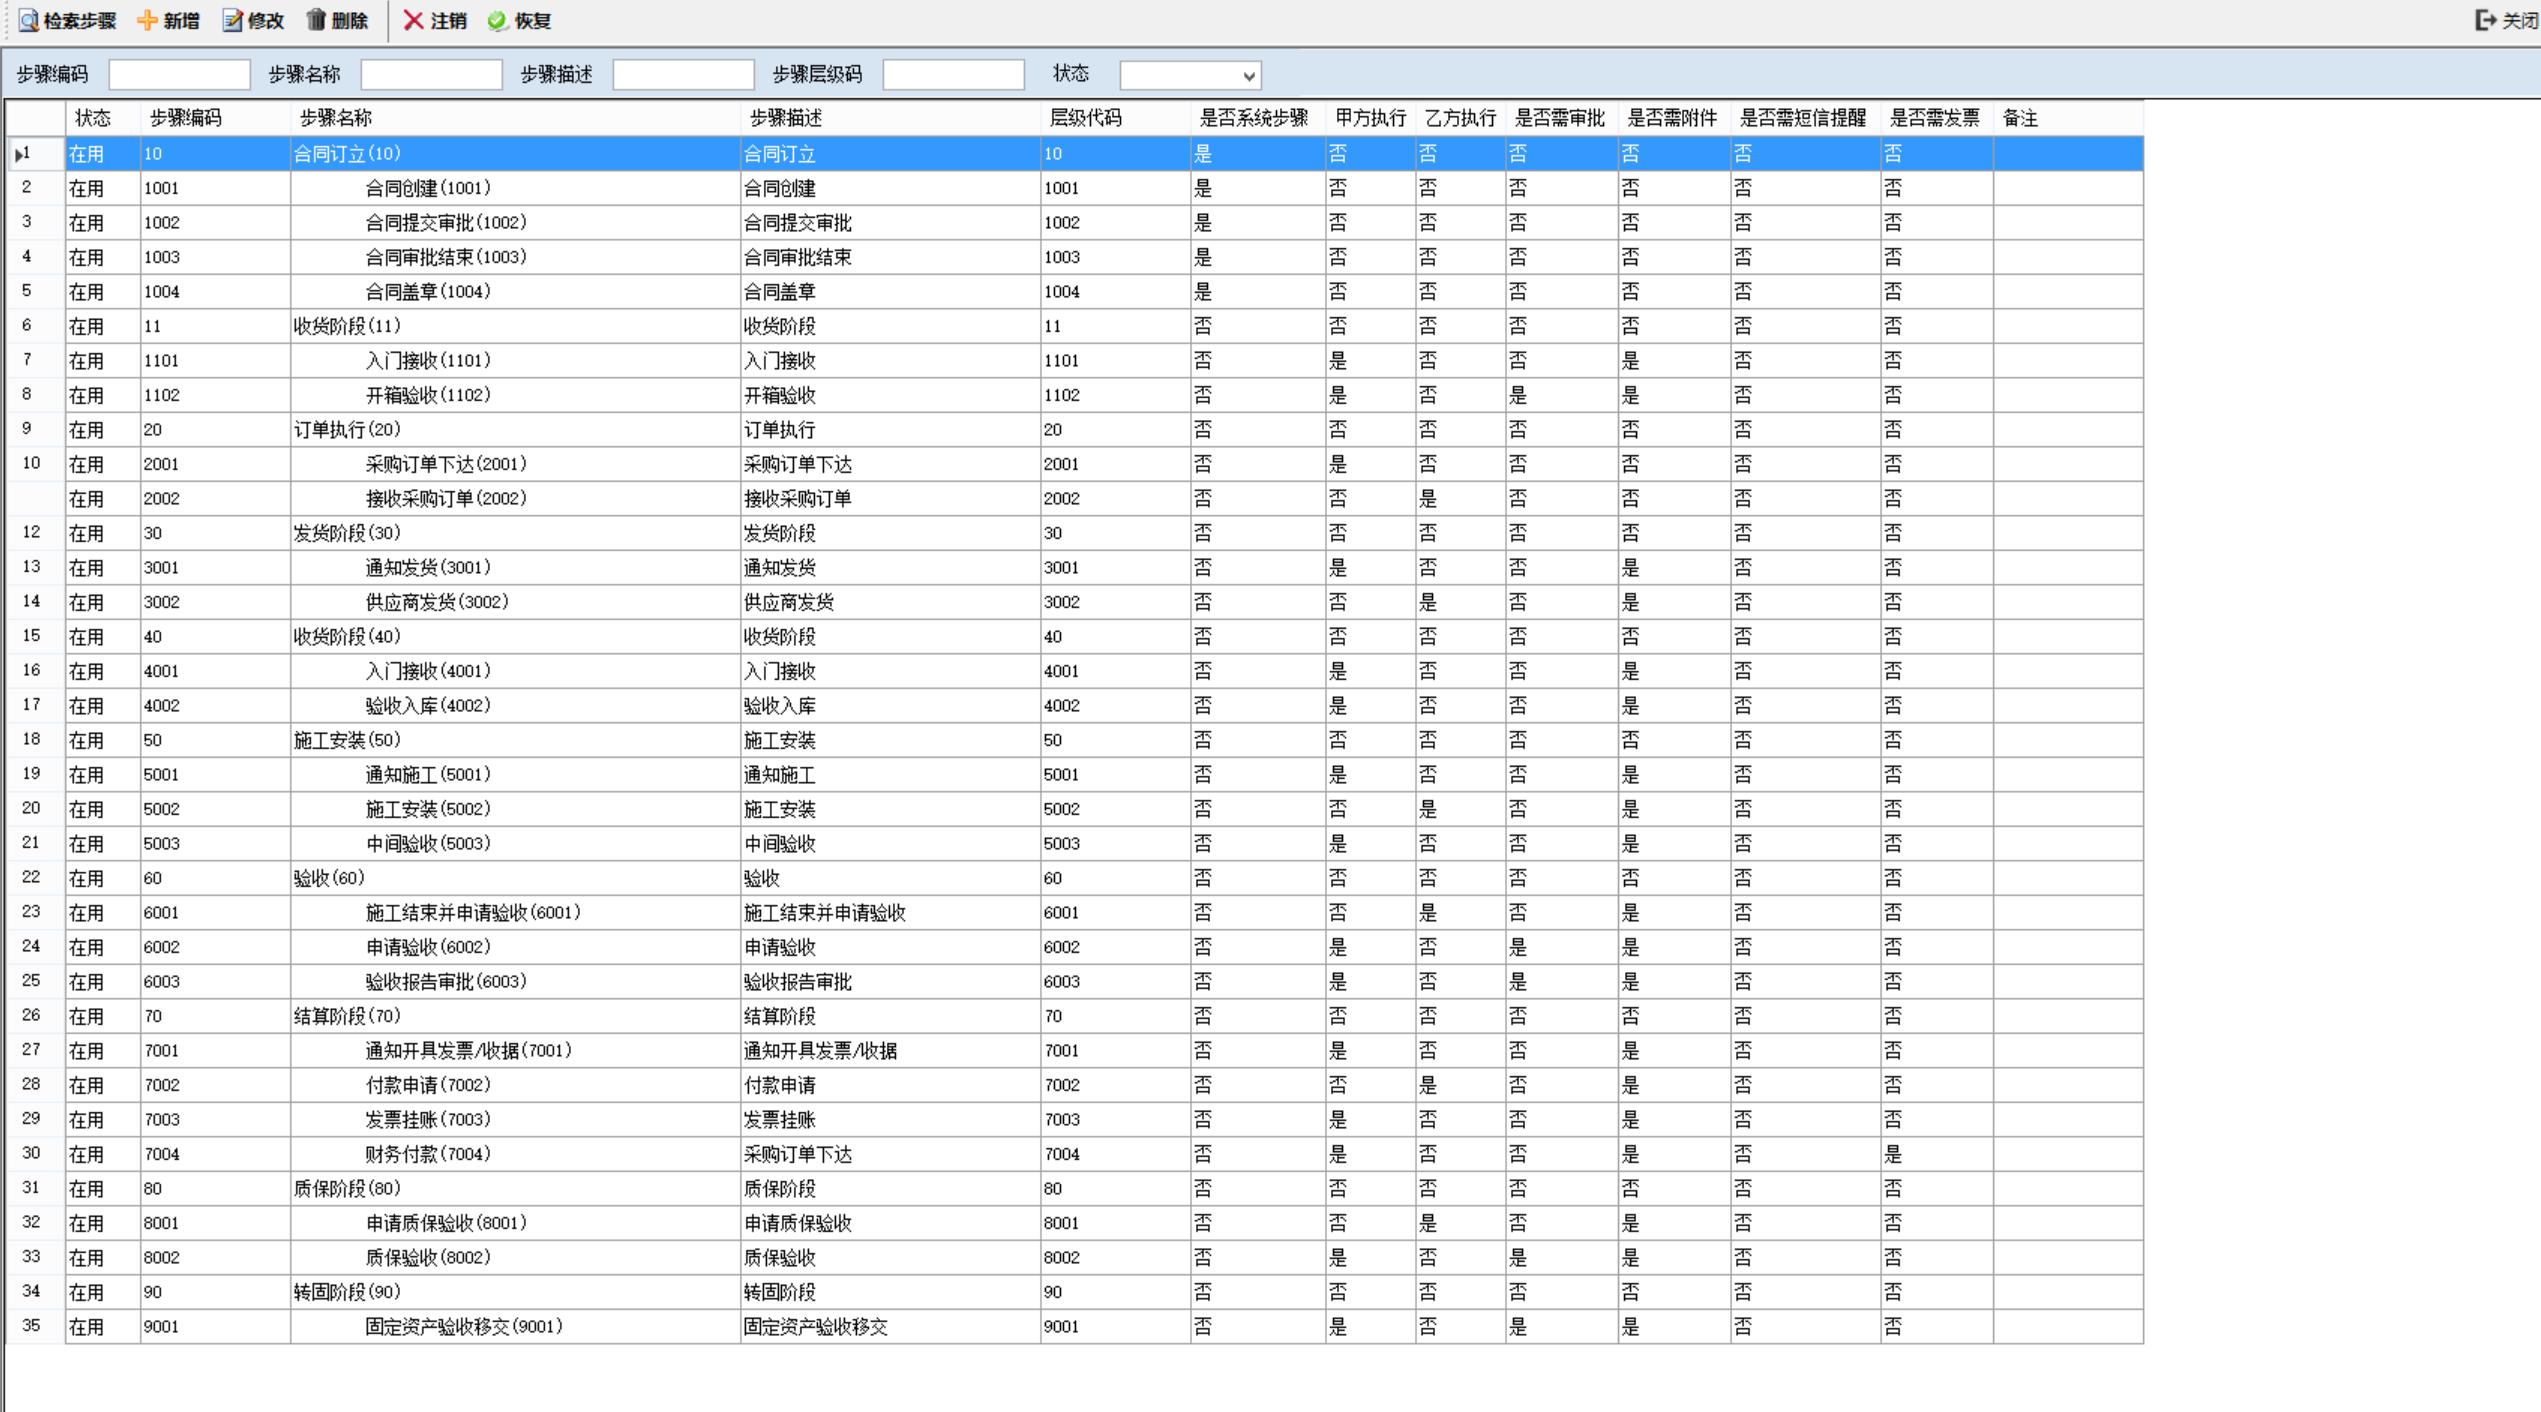 检索步骤 新增 修改 删除 注销 恢复 关闭
步骤编码 步骤名称 步骤描述 步骤层级码 状态
状态 步骤编码 步骤名称 步骤描述 层级代码 是否系统步骤 甲方执行 乙方执行 是否需审批 是否需附件 是否需短信提醒 是否需发票 备注
1 在用 10 合同订立(10) 合同订立 10 是 否 否 否 否 否 否
2 在用 1001 合同创建(1001) 合同创建 1001 是 否 否 否 否 否 否
3 在用 1002 合同提交审批(1002) 合同提交审批 1002 是 否 否 否 否 否 否
4 在用 1003 合同审批结束(1003) 合同审批结束 1003 是 否 否 否 否 否 否
5 在用 1004 合同盖章(1004) 合同盖章 1004 是 否 否 否 否 否 否
6 在用 11 收货阶段(11) 收货阶段 11 否 否 否 否 否 否 否
7 在用 1101 入门接收(1101) 入门接收 1101 否 是 否 否 是 否 否
8 在用 1102 开箱验收(1102) 开箱验收 1102 否 是 否 是 是 否 否
9 在用 20 订单执行(20) 订单执行 20 否 否 否 否 否 否 否
10 在用 2001 采购订单下达(2001) 采购订单下达 2001 否 是 否 否 否 否 否
在用 2002 接收采购订单(2002) 接收采购订单 2002 否 否 是 否 否 否 否
12 在用 30 发货阶段(30) 发货阶段 30 否 否 否 否 否 否 否
13 在用 3001 通知发货(3001) 通知发货 3001 否 是 否 否 是 否 否
14 在用 3002 供应商发货(3002) 供应商发货 3002 否 否 是 否 是 否 否
15 在用 40 收货阶段(40) 收货阶段 40 否 否 否 否 否 否 否
16 在用 4001 入门接收(4001) 入门接收 4001 否 是 否 否 是 否 否
17 在用 4002 验收入库(4002) 验收入库 4002 否 是 否 否 是 否 否
18 在用 50 施工安装(50) 施工安装 50 否 否 否 否 否 否 否
19 在用 5001 通知施工(5001) 通知施工 5001 否 是 否 否 是 否 否
20 在用 5002 施工安装(5002) 施工安装 5002 否 否 是 否 是 否 否
21 在用 5003 中间验收(5003) 中间验收 5003 否 是 否 否 是 否 否
22 在用 60 验收(60) 验收 60 否 否 否 否 否 否 否
23 在用 6001 施工结束并申请验收(6001) 施工结束并申请验收 6001 否 否 是 否 是 否 否
24 在用 6002 申请验收(6002) 申请验收 6002 否 是 否 是 是 否 否
25 在用 6003 验收报告审批(6003) 验收报告审批 6003 否 是 否 是 是 否 否
26 在用 70 结算阶段(70) 结算阶段 70 否 否 否 否 否 否 否
27 在用 7001 通知开具发票/收据(7001) 通知开具发票/收据 7001 否 是 否 否 是 否 否
28 在用 7002 付款申请(7002) 付款申请 7002 否 否 是 否 是 否 否
29 在用 7003 发票挂账(7003) 发票挂账 7003 否 是 否 否 是 否 否
30 在用 7004 财务付款(7004) 采购订单下达 7004 否 是 否 否 是 否 是
31 在用 80 质保阶段(80) 质保阶段 80 否 否 否 否 否 否 否
32 在用 8001 申请质保验收(8001) 申请质保验收 8001 否 否 是 否 是 否 否
33 在用 8002 质保验收(8002) 质保验收 8002 否 是 否 是 是 否 否
34 在用 90 转固阶段(90) 转固阶段 90 否 否 否 否 否 否 否
35 在用 9001 固定资产验收移交(9001) 固定资产验收移交 9001 否 是 否 是 是 否 否